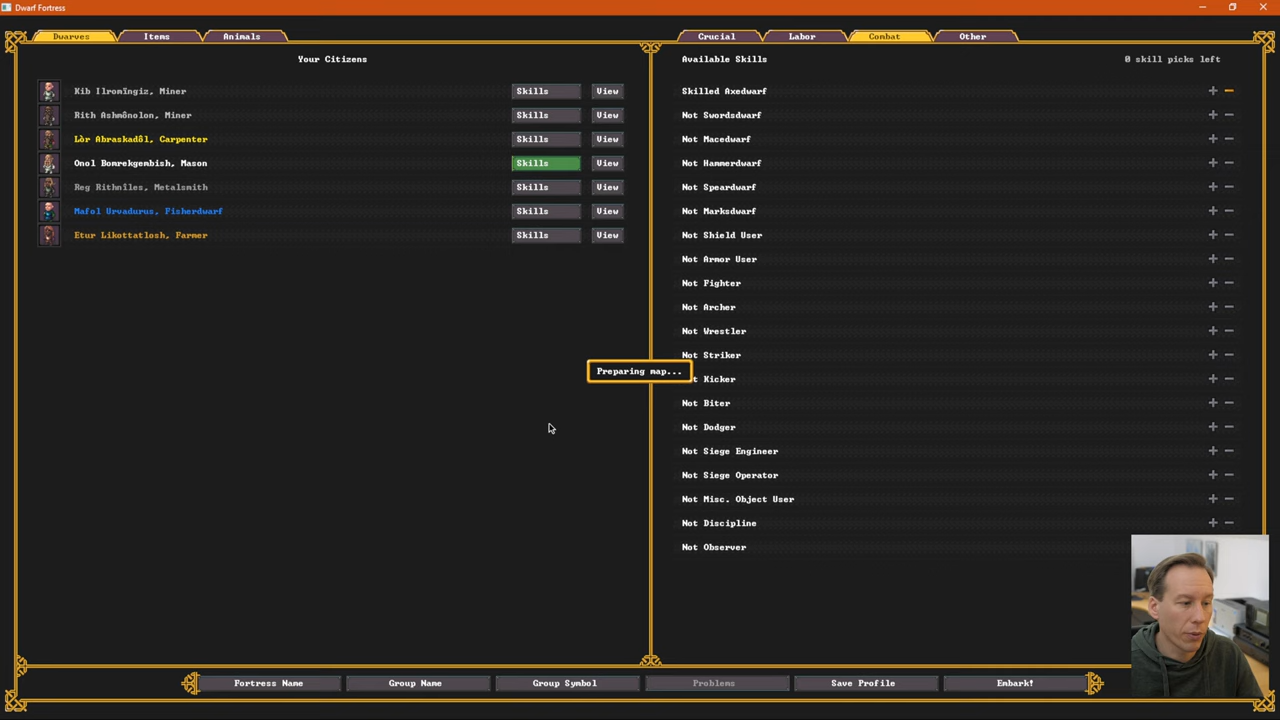 Dwarf Fortress
Dwarves Items Animals
Crucial Labor Combat Other
Your Citizens
Kib Ilromïngiz, Miner Skills View
Rith Ashmônolon, Miner Skills View
Lòr Abraskadôl, Carpenter Skills View
Onol Bomrekgembish, Mason Skills View
Reg Rithnîles, Metalsmith Skills View
Mafol Urvadurus, Fisherdwarf Skills View
Etur Likottatlosh, Farmer Skills View
Available Skills 0 skill picks left
Skilled Axedwarf
Not Swordsdwarf
Not Macedwarf
Not Hammerdwarf
Not Speardwarf
Not Marksdwarf
Not Shield User
Not Armor User
Not Fighter
Not Archer
Not Wrestler
Not Striker
Preparing map...
Kicker
Not Biter
Not Dodger
Not Siege Engineer
Not Siege Operator
Not Misc. Object User
Not Discipline
Not Observer
Fortress Name Group Name Group Symbol Problems Save Profile Embark!